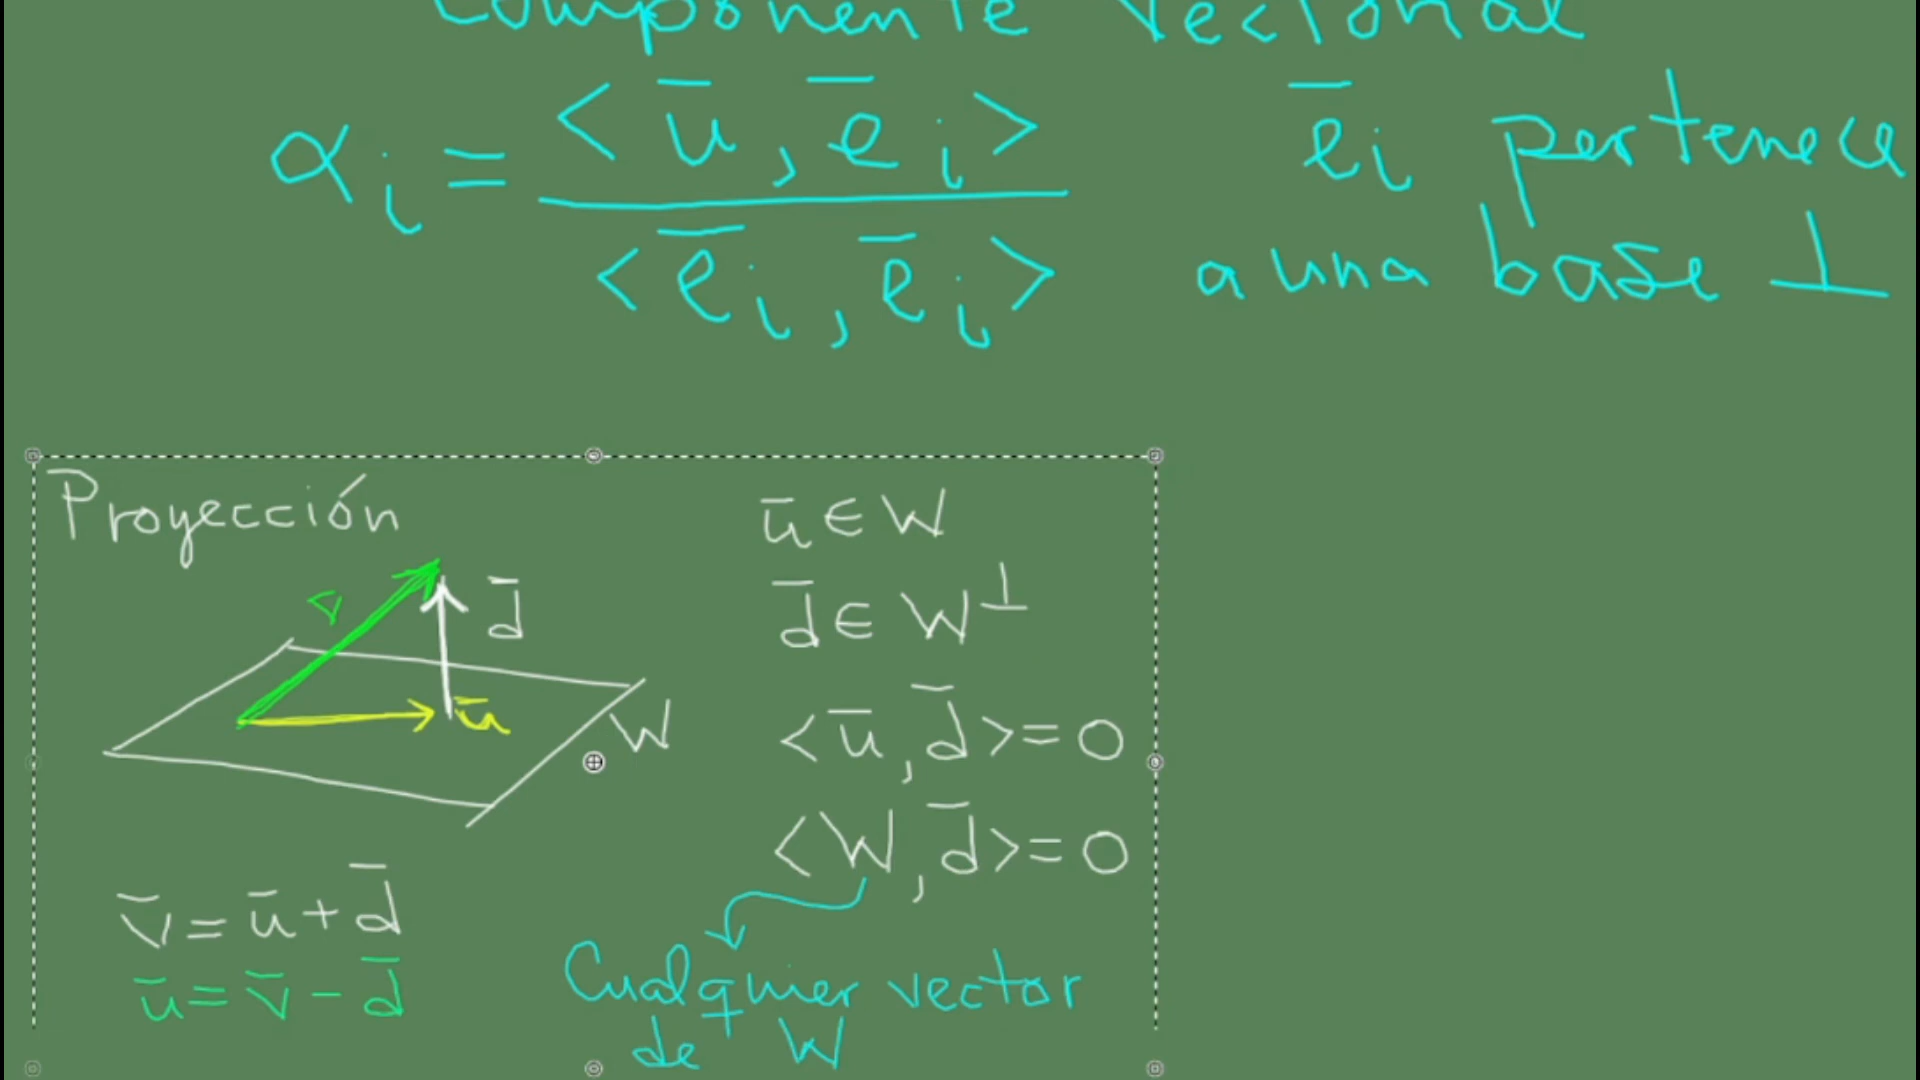 Componente vectorial
αᵢ = <ū, ēᵢ> / <ēᵢ, ēᵢ>
ēᵢ pertenece
a una base ⊥
Proyección
v
d̄
ū
W
v̄ = ū + d̄
ū = v̄ − d̄
ū ∈ W
d̄ ∈ W⊥
<ū, d̄> = 0
<W, d̄> = 0
Cualquier vector
de W